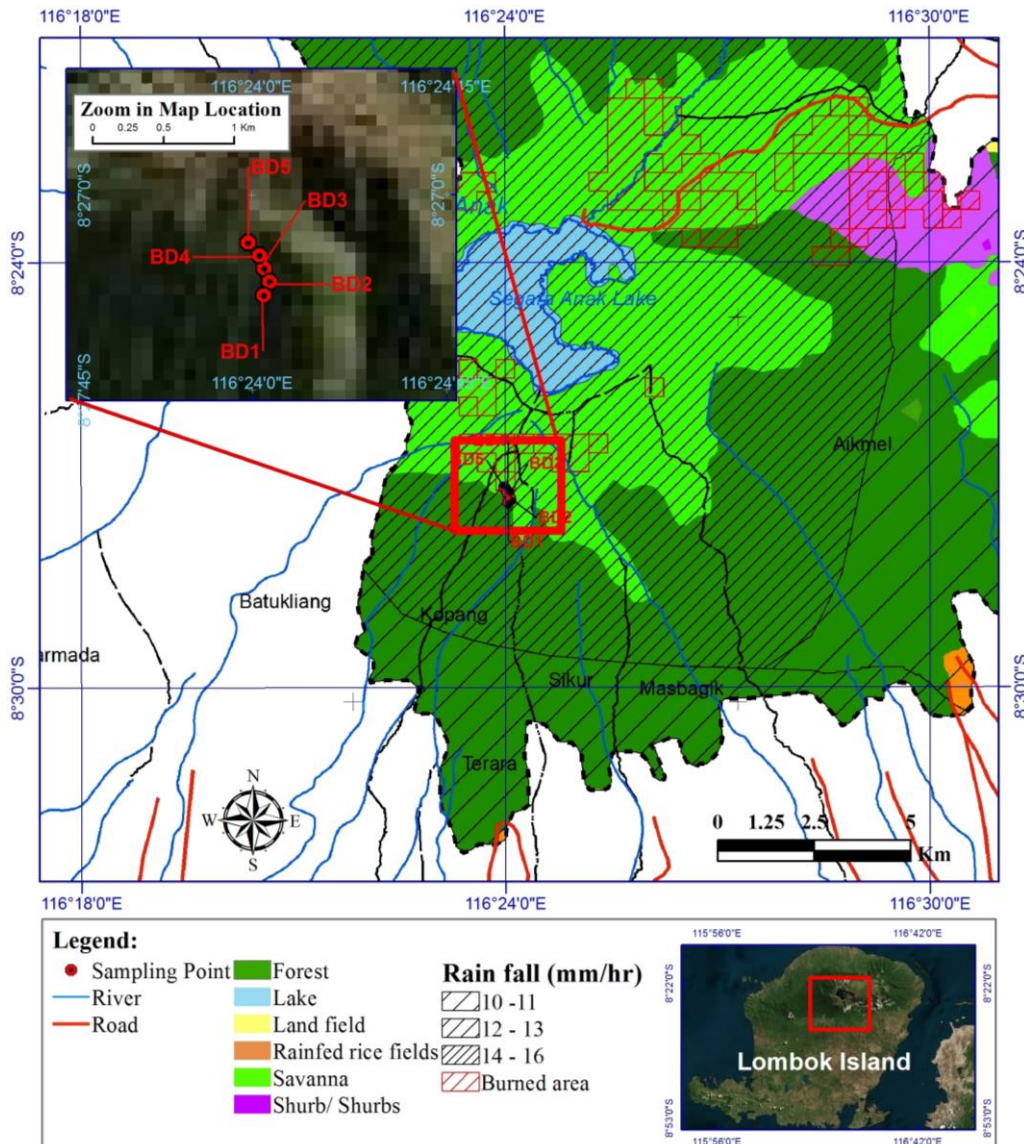 116°18'0"E 116°24'0"E 116°30'0"E
116°24'0"E 116°24'45"E
Zoom in Map Location
0 0.25 0.5 1 Km
BD5
BD3
BD4
BD2
BD1
8°27'0"S 8°27'0"S
116°24'0"E
8°24'0"S 8°24'0"S
Anak
Segara Anak Lake
Aikmel
BD5
BD2
BD1
Batukliang
Kopang
Sikur
Masbagik
Terara
8°30'0"S 8°30'0"S
N
W E
S
0 1.25 2.5 5
Km
116°18'0"E 116°24'0"E 116°30'0"E
Legend:
Sampling Point
River
Road
Forest
Lake
Land field
Rainfed rice fields
Savanna
Shurb/ Shurbs
Rain fall (mm/hr)
10 -11
12 - 13
14 - 16
Burned area
115°56'0"E 116°42'0"E
8°22'0"S 8°22'0"S
Lombok Island
8°53'0"S 8°53'0"S
115°56'0"E 116°42'0"E